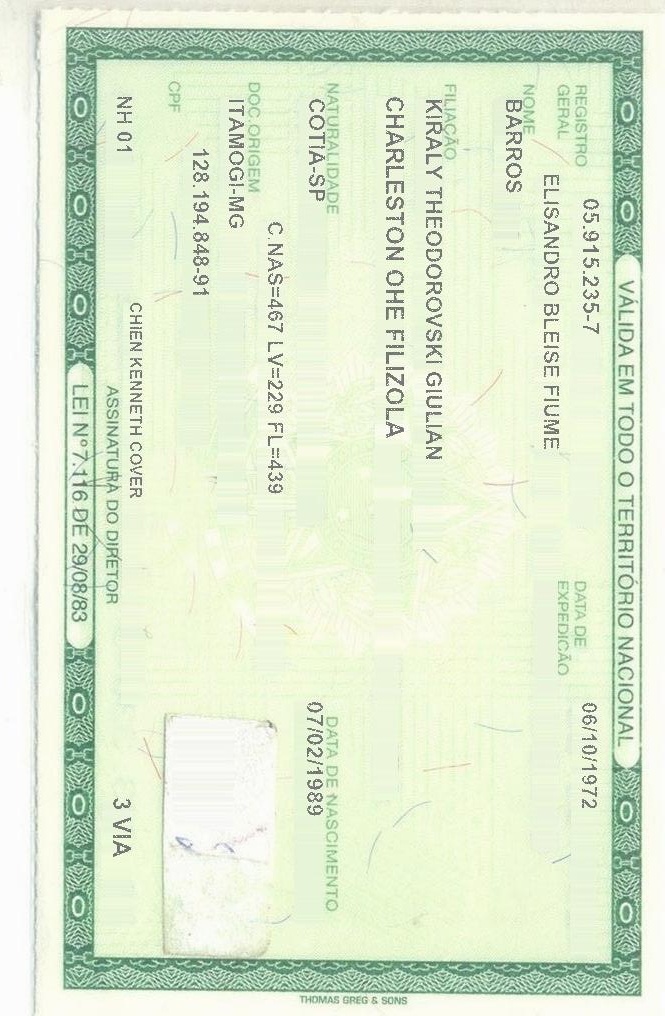 VÁLIDA EM TODO O TERRITÓRIO NACIONAL
REGISTRO GERAL 05.915.235-7 DATA DE EXPEDIÇÃO 06/10/1972
NOME ELISANDRO BLEISE FIUME
BARROS
FILIAÇÃO
KIRALY THEODOROVSKI GIULIAN
CHARLESTON OHE FILIZOLA
NATURALIDADE DATA DE NASCIMENTO
COTIA-SP 07/02/1989
DOC ORIGEM C.NAS=467 LV=229 FL=439
ITAMOGI-MG
CPF 128.194.848-91
NH 01 CHIEN KENNETH COVER 3 VIA
ASSINATURA DO DIRETOR
LEI Nº 7.116 DE 29/08/83
THOMAS GREG & SONS